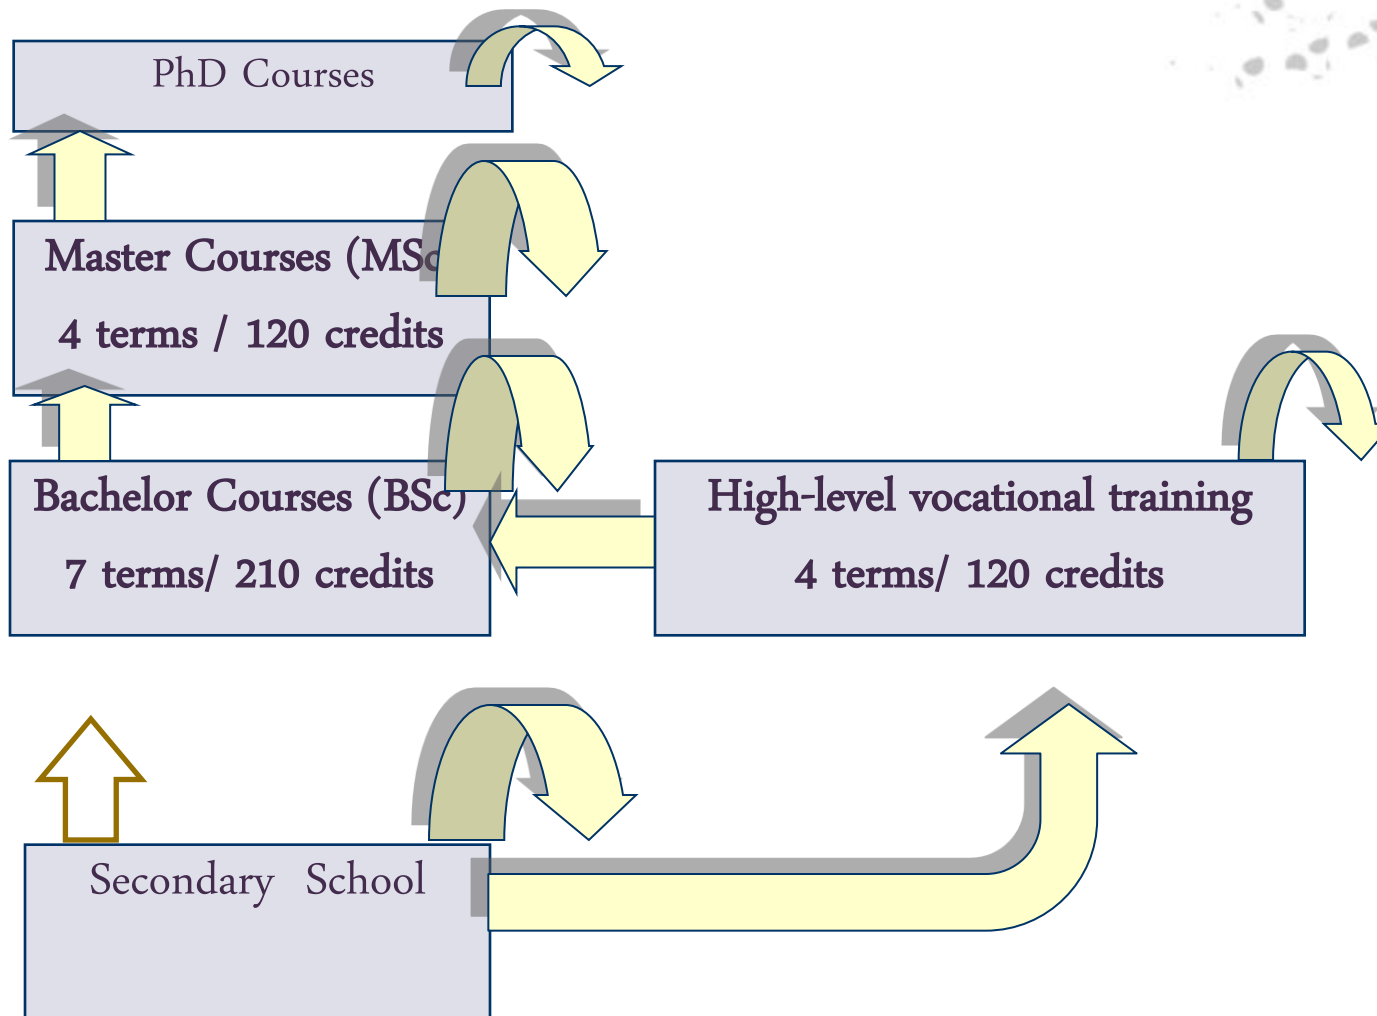 PhD Courses
Master Courses (MSc
4 terms / 120 credits
Bachelor Courses (BSc)
7 terms/ 210 credits
High-level vocational training
4 terms/ 120 credits
Secondary School